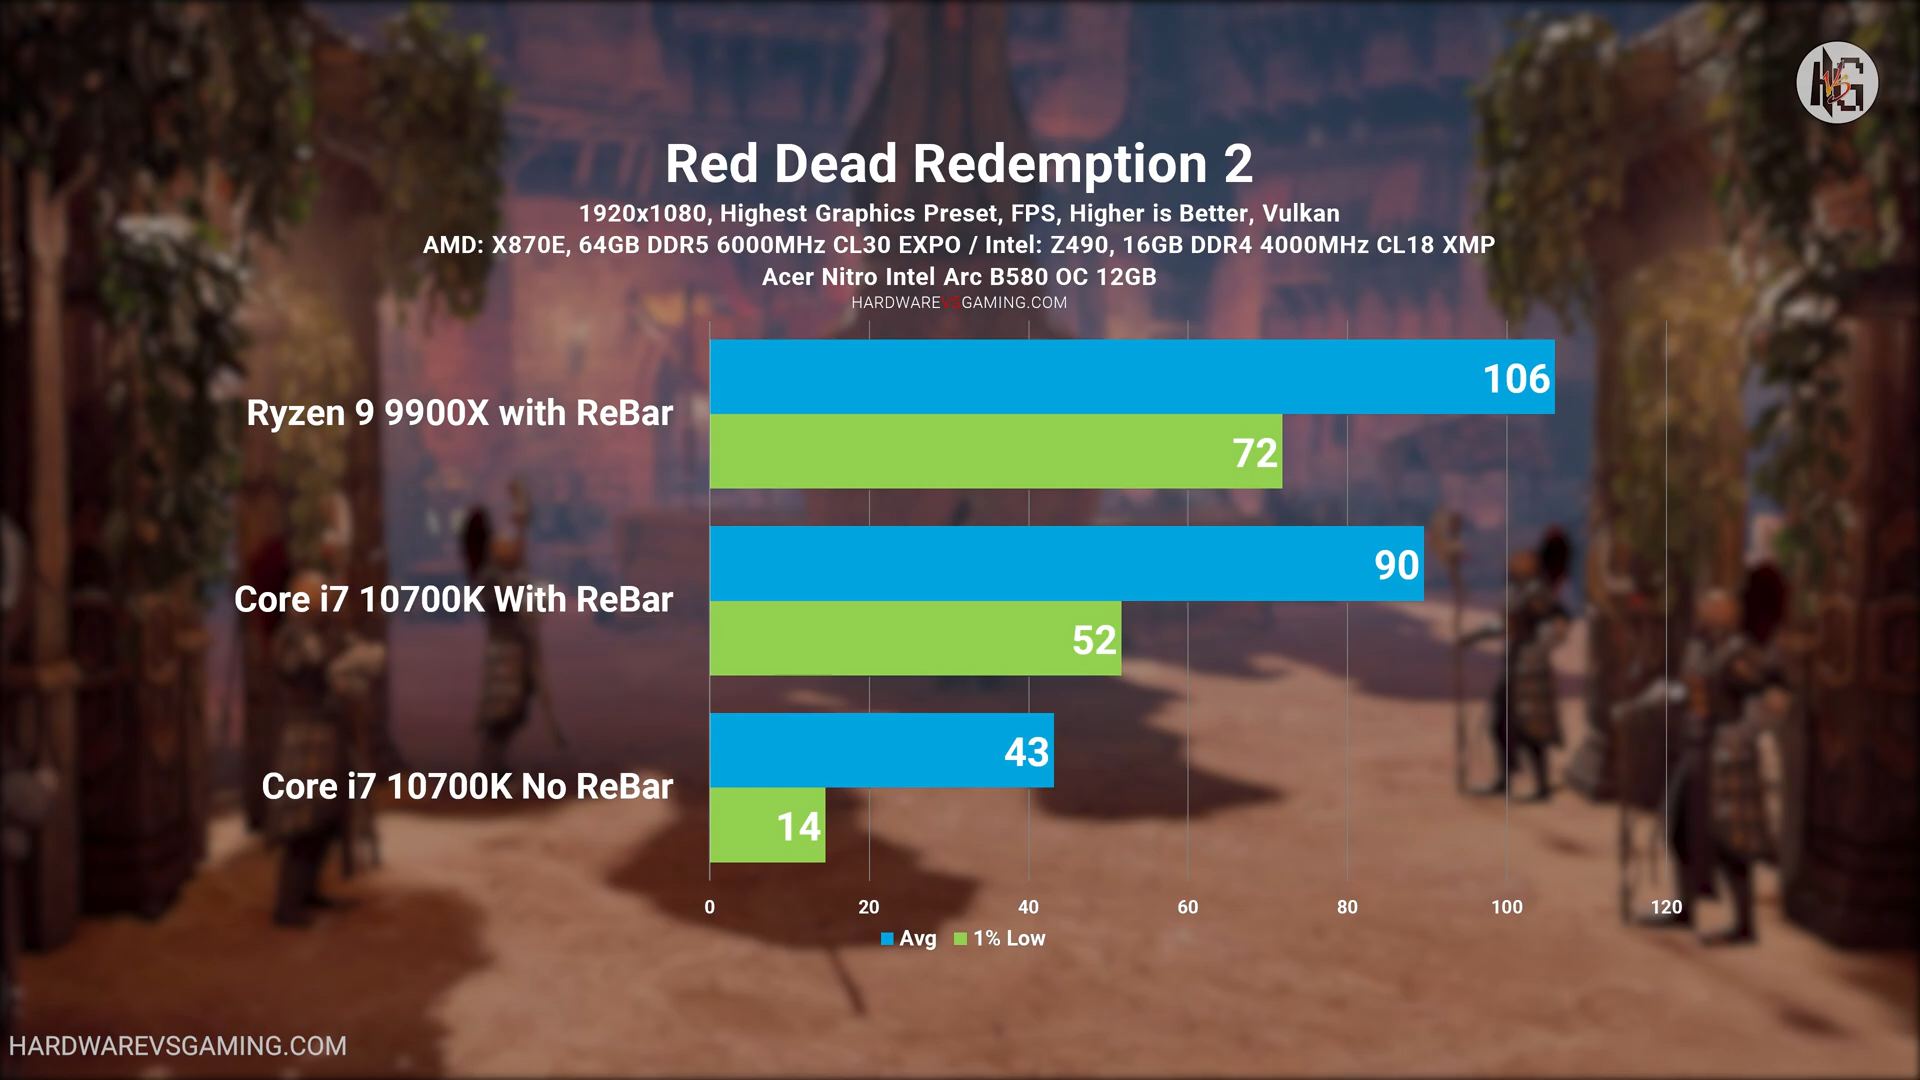 Red Dead Redemption 2
1920x1080, Highest Graphics Preset, FPS, Higher is Better, Vulkan
AMD: X870E, 64GB DDR5 6000MHz CL30 EXPO / Intel: Z490, 16GB DDR4 4000MHz CL18 XMP
Acer Nitro Intel Arc B580 OC 12GB
HARDWAREVSGAMING.COM
Ryzen 9 9900X with ReBar
106
72
Core i7 10700K With ReBar
90
52
Core i7 10700K No ReBar
43
14
0 20 40 60 80 100 120
Avg 1% Low
HARDWAREVSGAMING.COM
HVSG